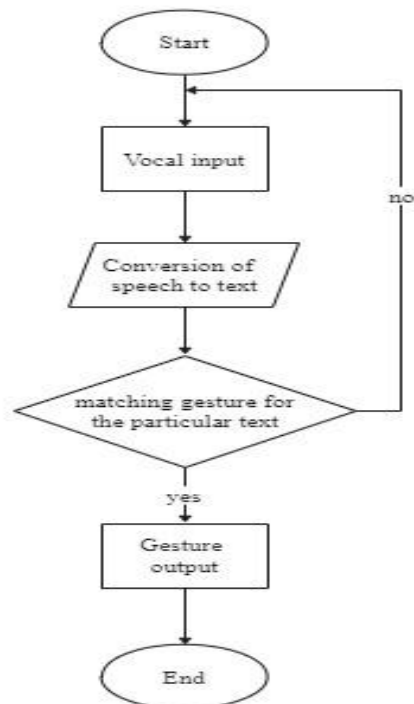 Start
Vocal input
no
Conversion of
speech to text
matching gesture for
the particular text
yes
Gesture
output
End